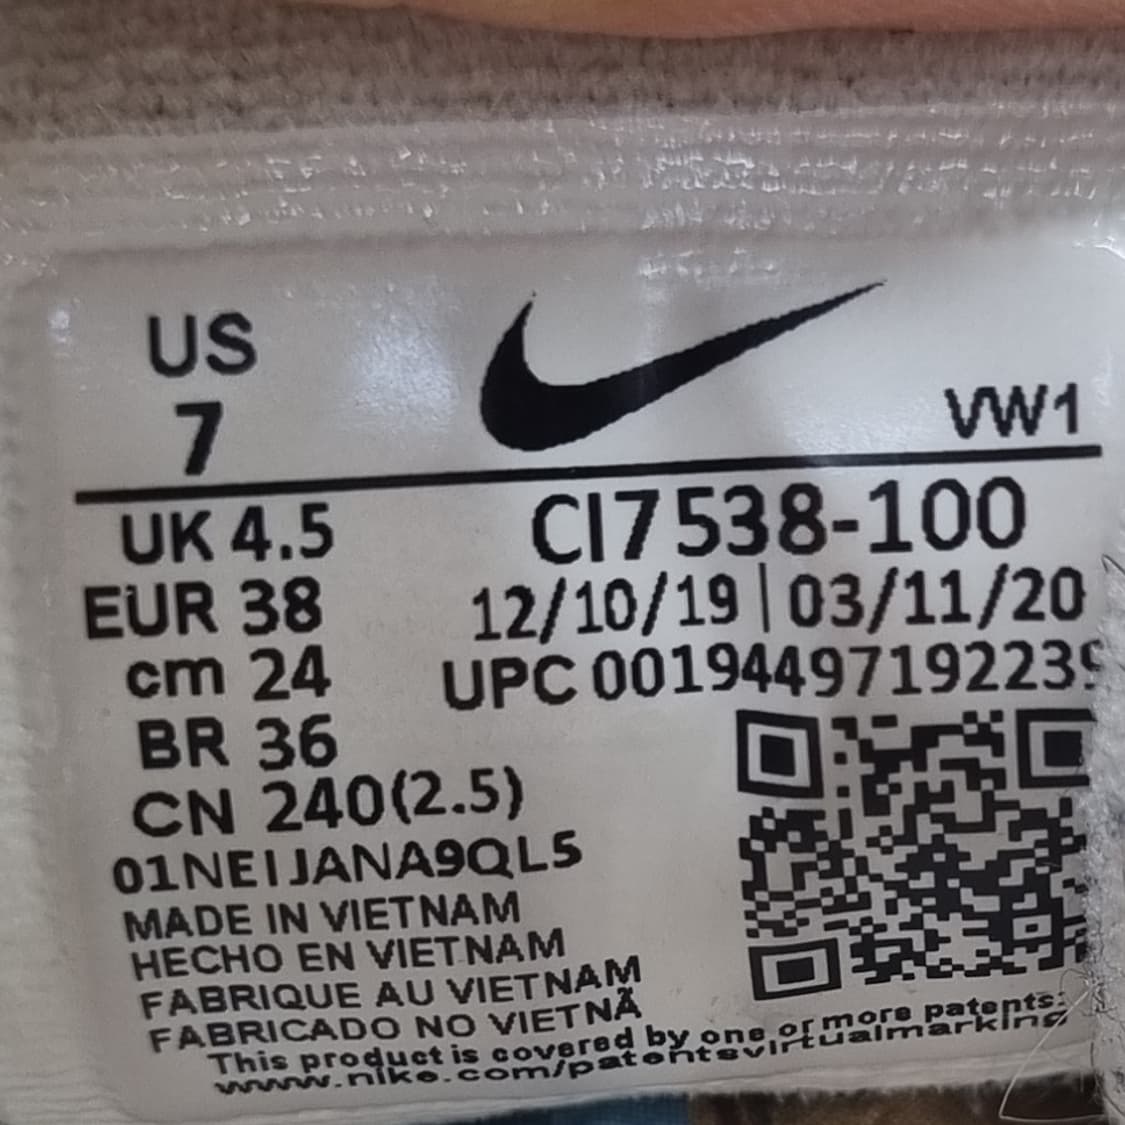 US
7
VW1
UK 4.5
CI7538-100
EUR 38
12/10/19 | 03/11/20
cm 24
UPC 00194497192239
BR 36
CN 240(2.5)
01NEIJANA9QL5
MADE IN VIETNAM
HECHO EN VIETNAM
FABRIQUE AU VIETNAM
FABRICADO NO VIETNÃ
This product is covered by one or more patents:
www.nike.com/patentsvirtualmarking